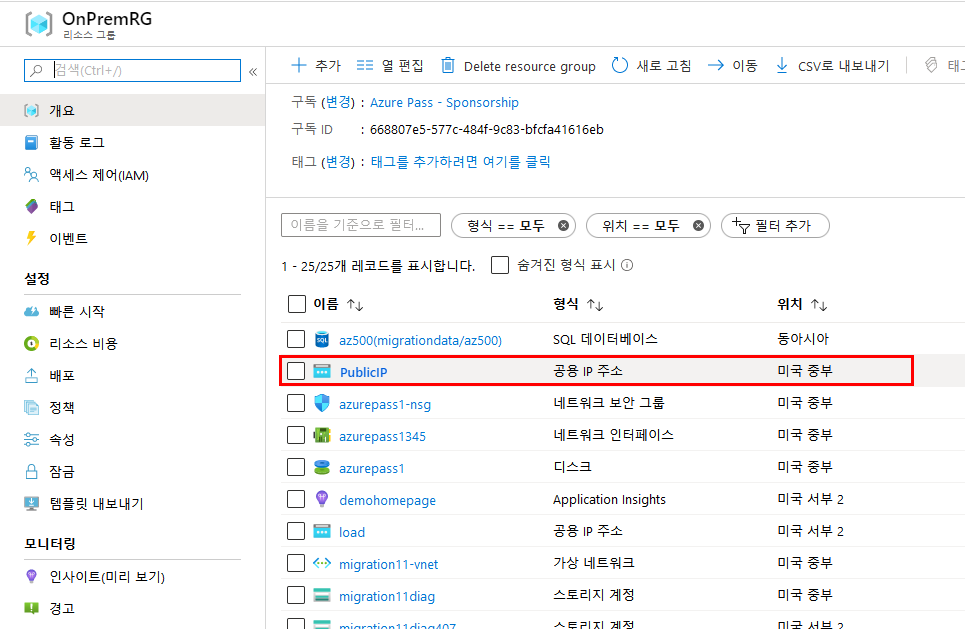 OnPremRG
리소스 그룹
검색(Ctrl+/)
«
추가 열 편집 Delete resource group 새로 고침 이동 CSV로 내보내기
개요
활동 로그
액세스 제어(IAM)
태그
이벤트
설정
빠른 시작
리소스 비용
배포
정책
속성
잠금
템플릿 내보내기
모니터링
인사이트(미리 보기)
경고
구독 (변경) : Azure Pass - Sponsorship
구독 ID : 668807e5-577c-484f-9c83-bfcfa41616eb
태그 (변경) : 태그를 추가하려면 여기를 클릭
이름을 기준으로 필터... 형식 == 모두 위치 == 모두 필터 추가
1 - 25/25개 레코드를 표시합니다. 숨겨진 형식 표시
이름 형식 위치
az500(migrationdata/az500) SQL 데이터베이스 동아시아
PublicIP 공용 IP 주소 미국 중부
azurepass1-nsg 네트워크 보안 그룹 미국 중부
azurepass1345 네트워크 인터페이스 미국 중부
azurepass1 디스크 미국 중부
demohomepage Application Insights 미국 서부 2
load 공용 IP 주소 미국 서부 2
migration11-vnet 가상 네트워크 미국 중부
migration11diag 스토리지 계정 미국 중부
migration11diag407 스토리지 계정 미국 서부 2